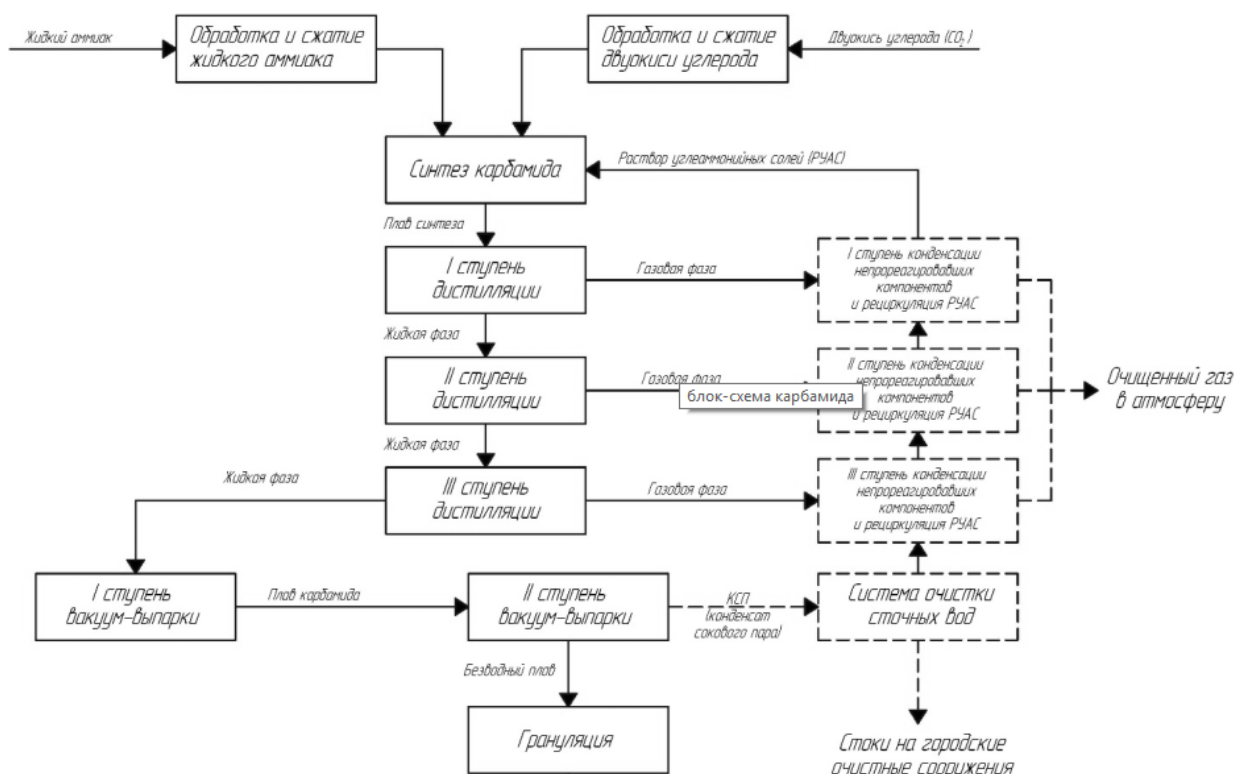 Жидкий аммиак
Обработка и сжатие
жидкого аммиака
Обработка и сжатие
двуокиси углерода
Двуокись углерода (CO₂)
Синтез карбамида
Раствор углеаммонийных солей (РУАС)
Плав синтеза
I ступень
дистилляции
Газовая фаза
I ступень конденсации
непрореагировавших
компонентов
и рециркуляция РУАС
Жидкая фаза
II ступень
дистилляции
Газовая фаза
блок-схема карбамида
II ступень конденсации
непрореагировавших
компонентов
и рециркуляция РУАС
Очищенный газ
в атмосферу
Жидкая фаза
Жидкая фаза
III ступень
дистилляции
Газовая фаза
III ступень конденсации
непрореагировавших
компонентов
и рециркуляция РУАС
I ступень
вакуум-выпарки
Плав карбамида
II ступень
вакуум-выпарки
КСП
(конденсат
сокового пара)
Система очистки
сточных вод
Безводный плав
Грануляция
Стоки на городские
очистные сооружения